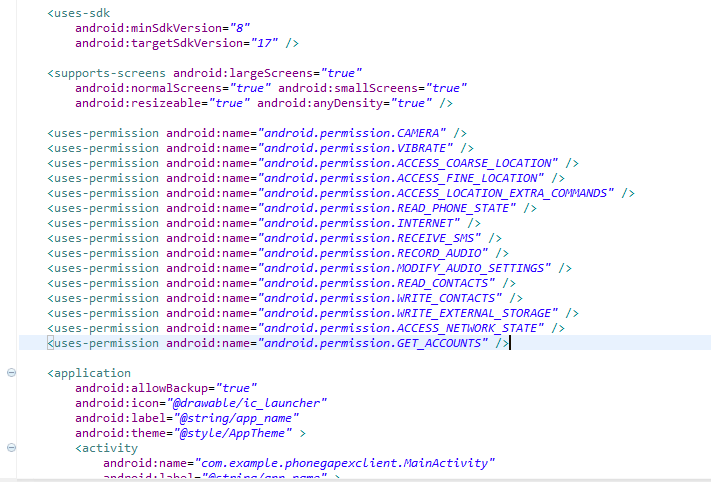 <uses-sdk
android:minSdkVersion="8"
android:targetSdkVersion="17" />
<supports-screens android:largeScreens="true"
android:normalScreens="true" android:smallScreens="true"
android:resizeable="true" android:anyDensity="true" />
<uses-permission android:name="android.permission.CAMERA" />
<uses-permission android:name="android.permission.VIBRATE" />
<uses-permission android:name="android.permission.ACCESS_COARSE_LOCATION" />
<uses-permission android:name="android.permission.ACCESS_FINE_LOCATION" />
<uses-permission android:name="android.permission.ACCESS_LOCATION_EXTRA_COMMANDS" />
<uses-permission android:name="android.permission.READ_PHONE_STATE" />
<uses-permission android:name="android.permission.INTERNET" />
<uses-permission android:name="android.permission.RECEIVE_SMS" />
<uses-permission android:name="android.permission.RECORD_AUDIO" />
<uses-permission android:name="android.permission.MODIFY_AUDIO_SETTINGS" />
<uses-permission android:name="android.permission.READ_CONTACTS" />
<uses-permission android:name="android.permission.WRITE_CONTACTS" />
<uses-permission android:name="android.permission.WRITE_EXTERNAL_STORAGE" />
<uses-permission android:name="android.permission.ACCESS_NETWORK_STATE" />
<uses-permission android:name="android.permission.GET_ACCOUNTS" />
<application
android:allowBackup="true"
android:icon="@drawable/ic_launcher"
android:label="@string/app_name"
android:theme="@style/AppTheme" >
<activity
android:name="com.example.phonegapexclient.MainActivity"
android:label="@string/app_name" >